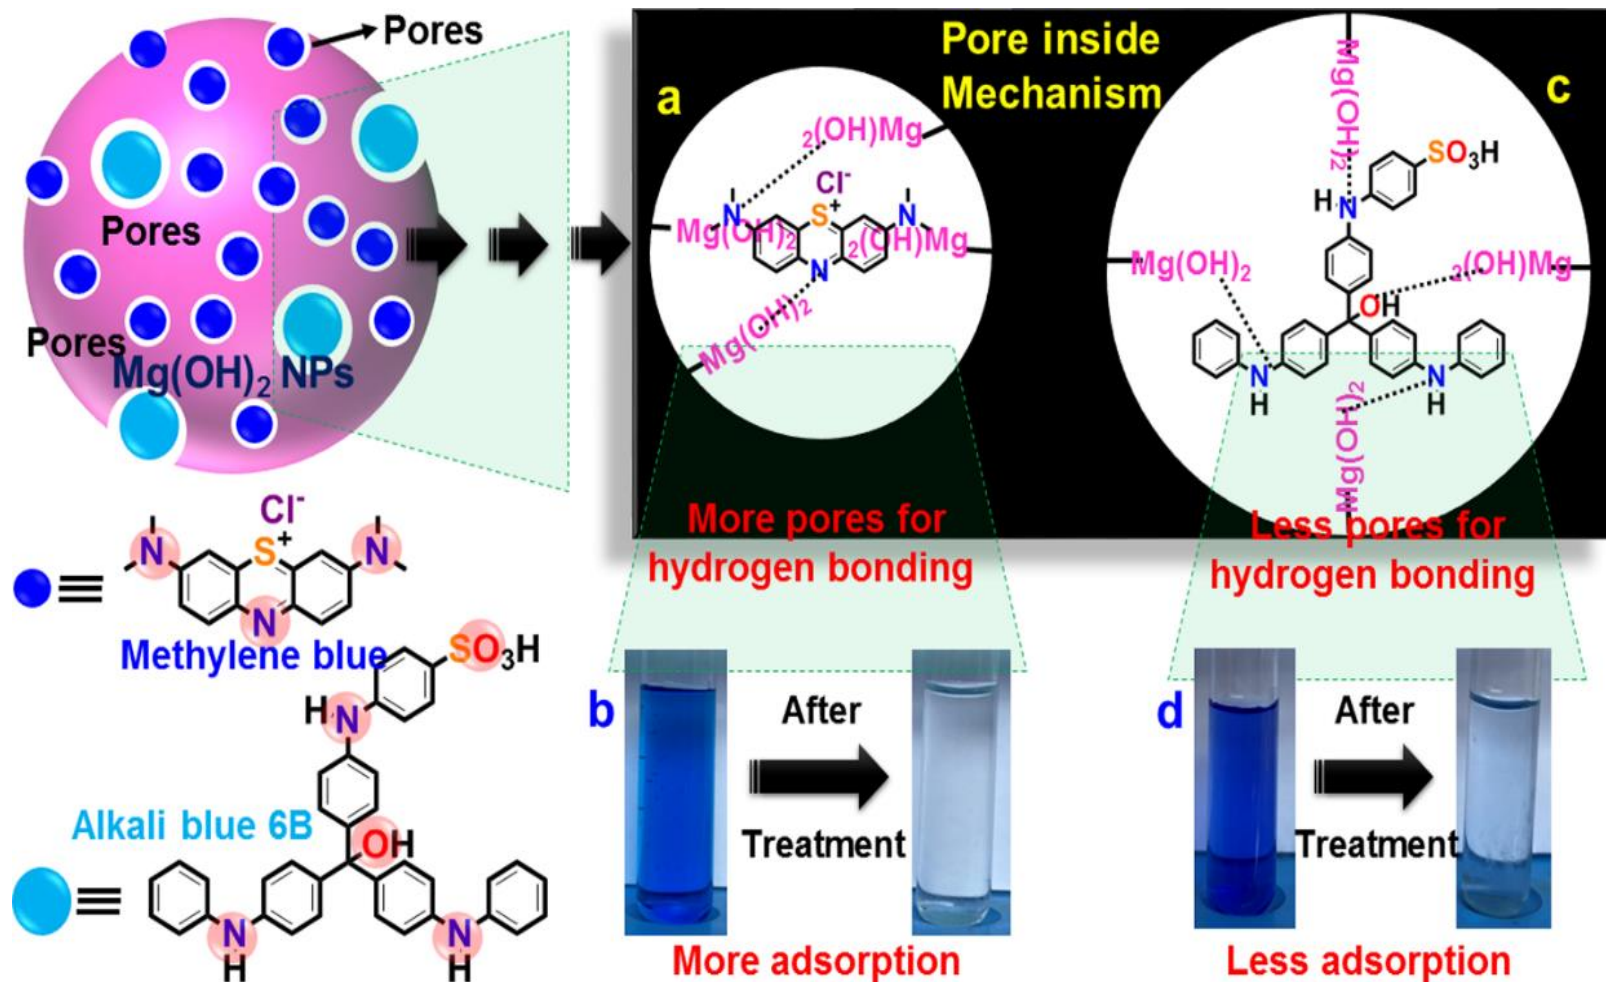 Pores
Pores
Pores
Mg(OH)2 NPs
Pore inside
Mechanism
a
2(OH)Mg
Cl-
N
S
+
N
Mg(OH)2
2(OH)Mg
N
Mg(OH)2
c
Mg(OH)2
SO3H
H
N
Mg(OH)2
2(OH)Mg
OH
N
H
N
H
Mg(OH)2
More pores for
hydrogen bonding
Less pores for
hydrogen bonding
Cl-
N
S
+
N
N
Methylene blue
SO3H
H
N
Alkali blue 6B
OH
N
H
N
H
b
After
Treatment
More adsorption
d
After
Treatment
Less adsorption